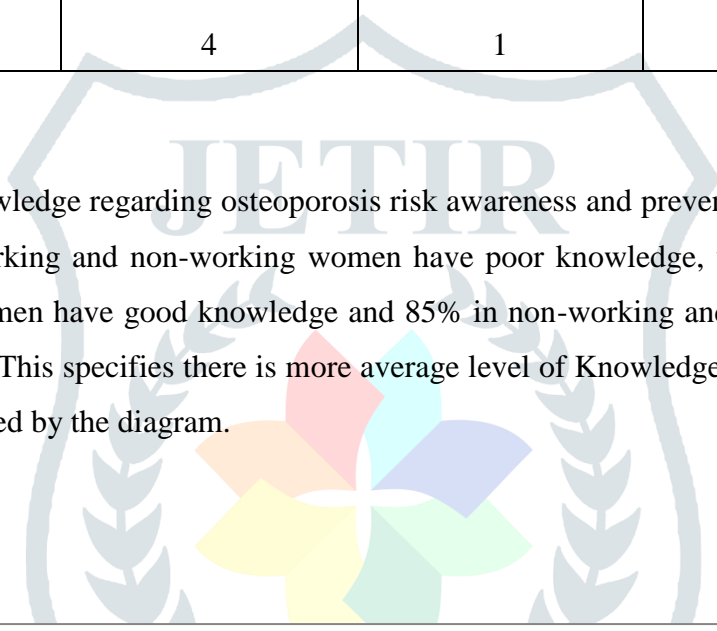 4 1
JETIR
wledge regarding osteoporosis risk awareness and preve
rking and non-working women have poor knowledge,
men have good knowledge and 85% in non-working and
This specifies there is more average level of Knowledge
ed by the diagram.